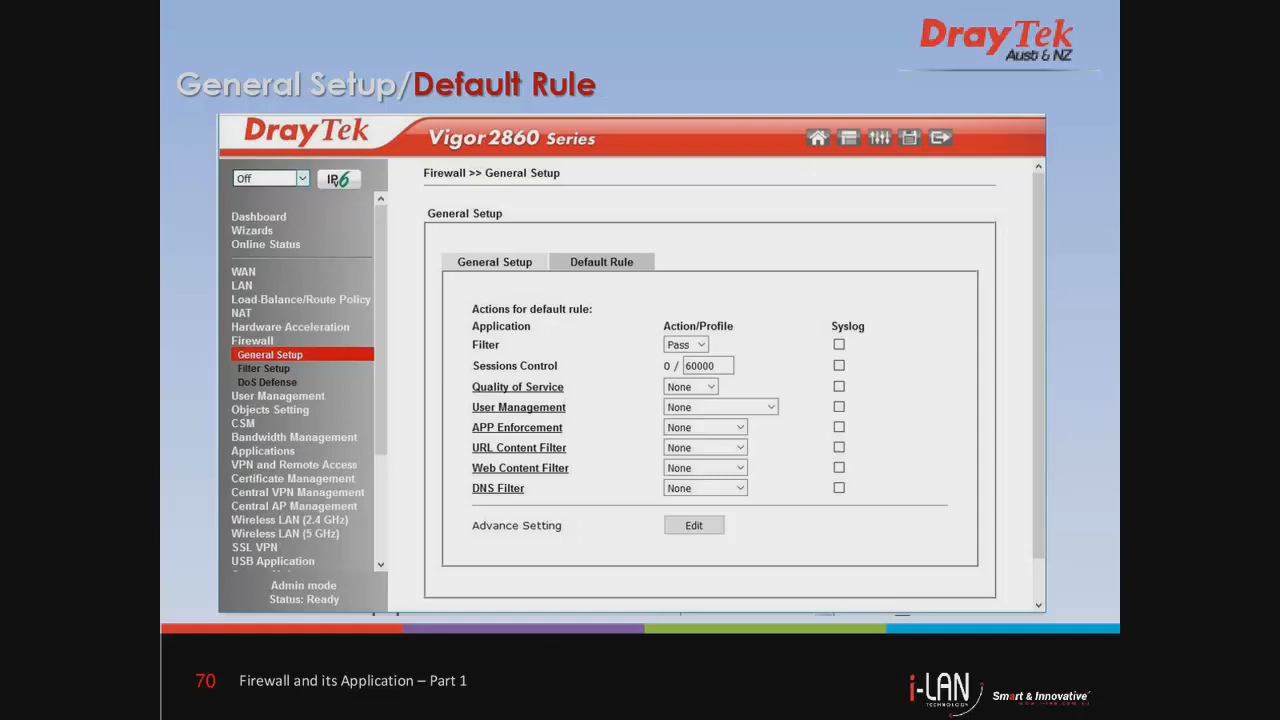 DrayTek
Aust & NZ
General Setup/Default Rule
DrayTek
Vigor2860 Series
Off
IPv6
Dashboard
Wizards
Online Status
WAN
LAN
Load-Balance/Route Policy
NAT
Hardware Acceleration
Firewall
General Setup
Filter Setup
DoS Defense
User Management
Objects Setting
CSM
Bandwidth Management
Applications
VPN and Remote Access
Certificate Management
Central VPN Management
Central AP Management
Wireless LAN (2.4 GHz)
Wireless LAN (5 GHz)
SSL VPN
USB Application
Admin mode
Status: Ready
Firewall >> General Setup
General Setup
General Setup Default Rule
Actions for default rule:
Application Action/Profile Syslog
Filter Pass
Sessions Control 0 / 60000
Quality of Service None
User Management None
APP Enforcement None
URL Content Filter None
Web Content Filter None
DNS Filter None
Advance Setting Edit
70 Firewall and its Application – Part 1
i-LAN
TECHNOLOGY
Smart & Innovative